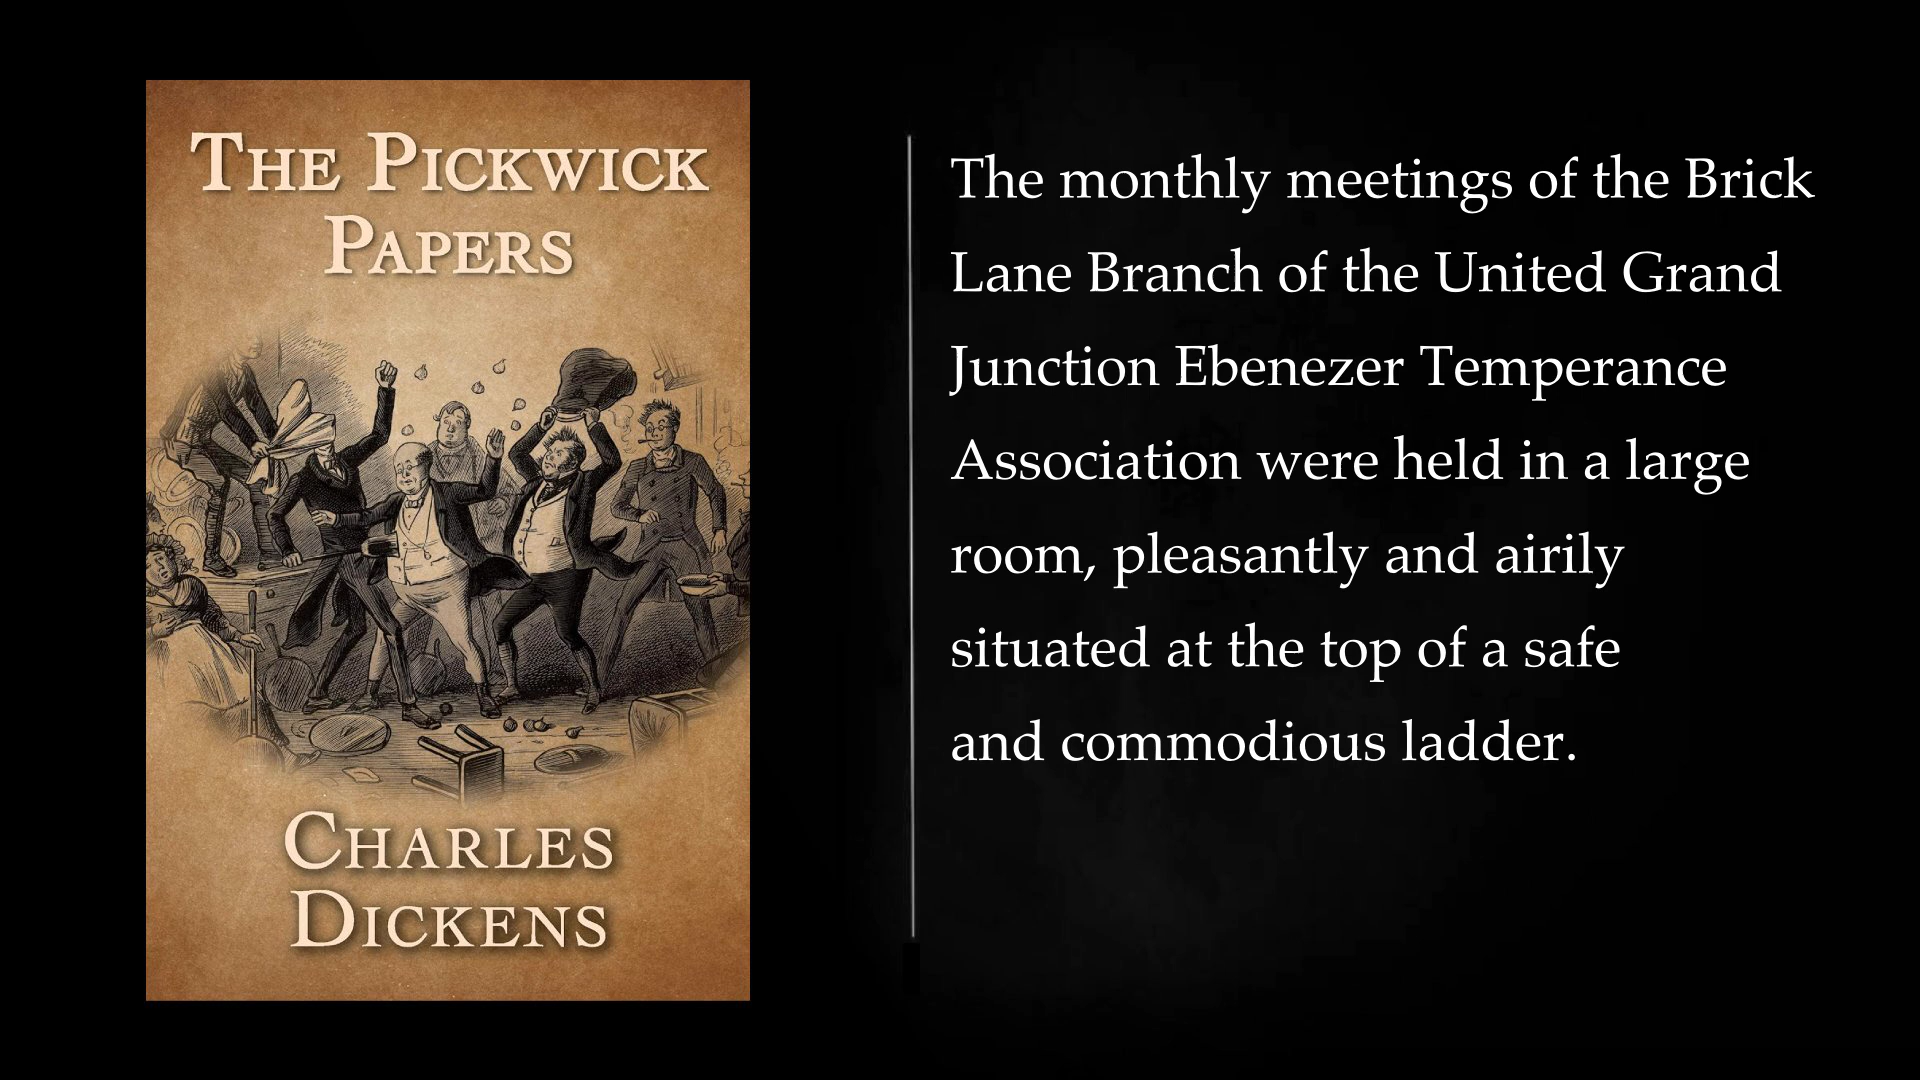 The Pickwick
Papers
Charles
Dickens
The monthly meetings of the Brick
Lane Branch of the United Grand
Junction Ebenezer Temperance
Association were held in a large
room, pleasantly and airily
situated at the top of a safe
and commodious ladder.